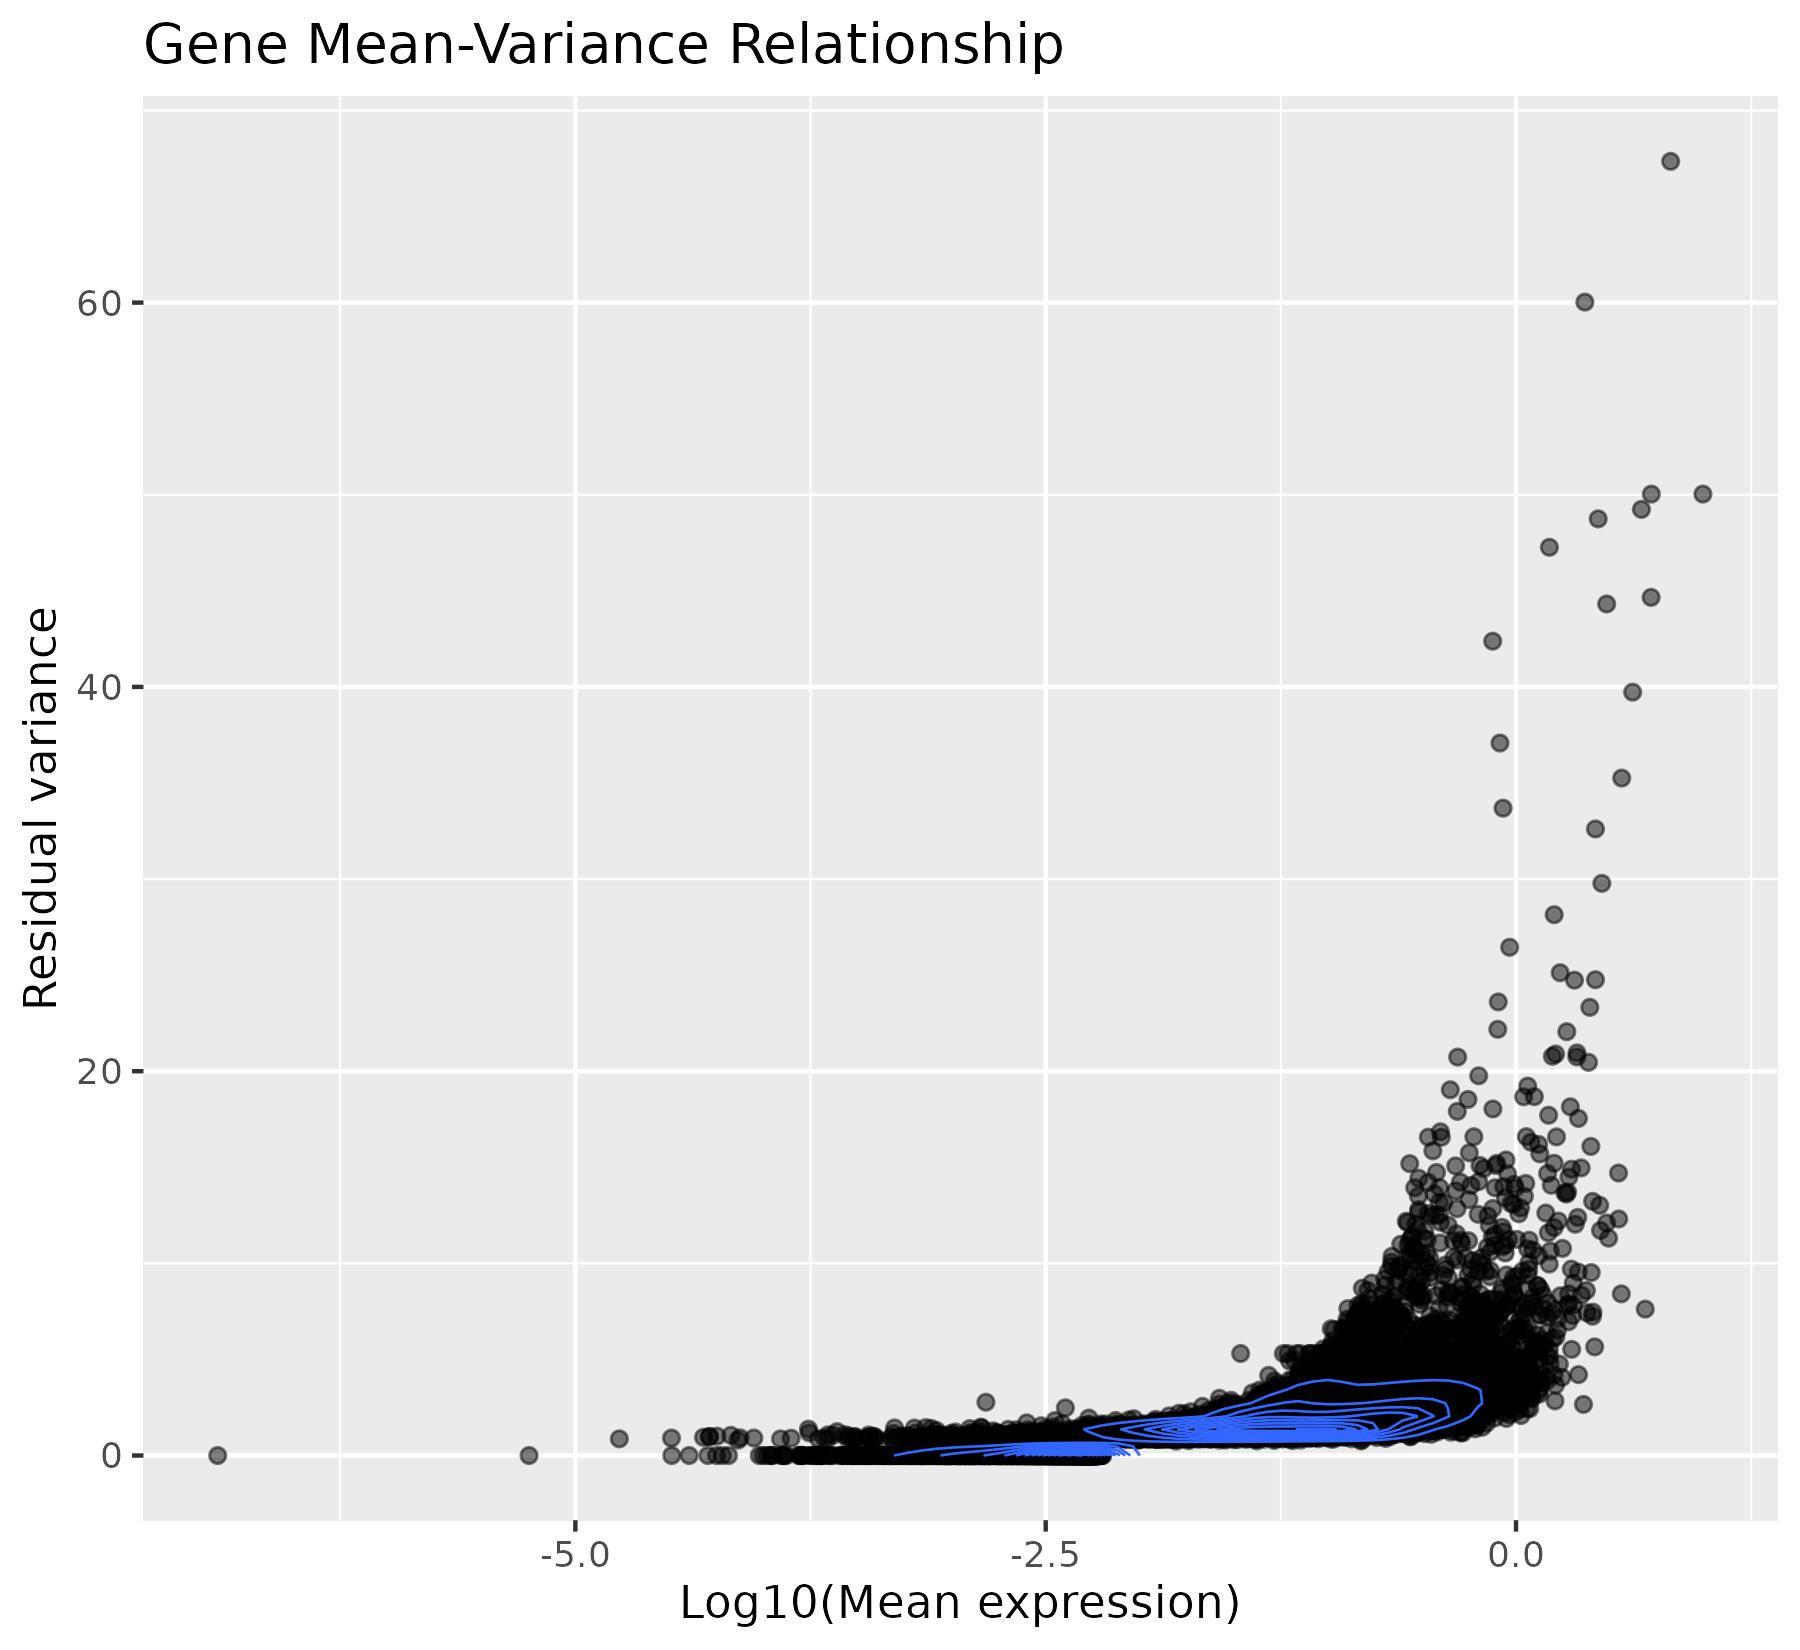 Gene Mean-Variance Relationship
60
40
20
0
Residual variance
-5.0
-2.5
0.0
Log10(Mean expression)